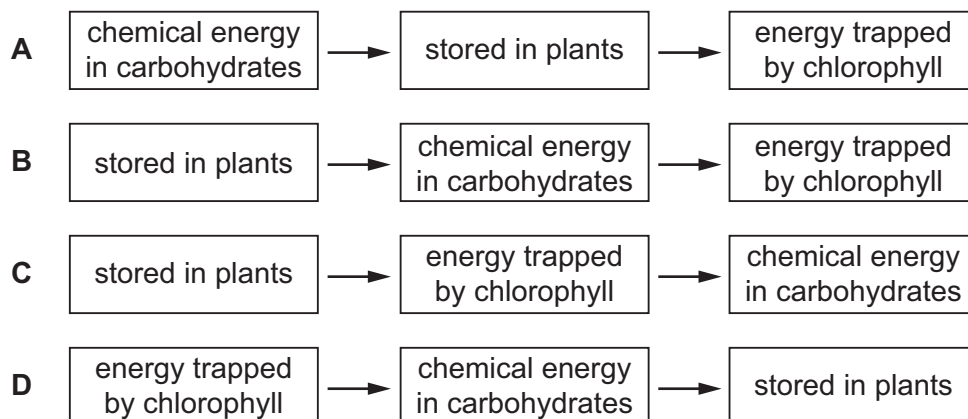 A
chemical energy
in carbohydrates
stored in plants
energy trapped
by chlorophyll
B
stored in plants
chemical energy
in carbohydrates
energy trapped
by chlorophyll
C
stored in plants
energy trapped
by chlorophyll
chemical energy
in carbohydrates
D
energy trapped
by chlorophyll
chemical energy
in carbohydrates
stored in plants